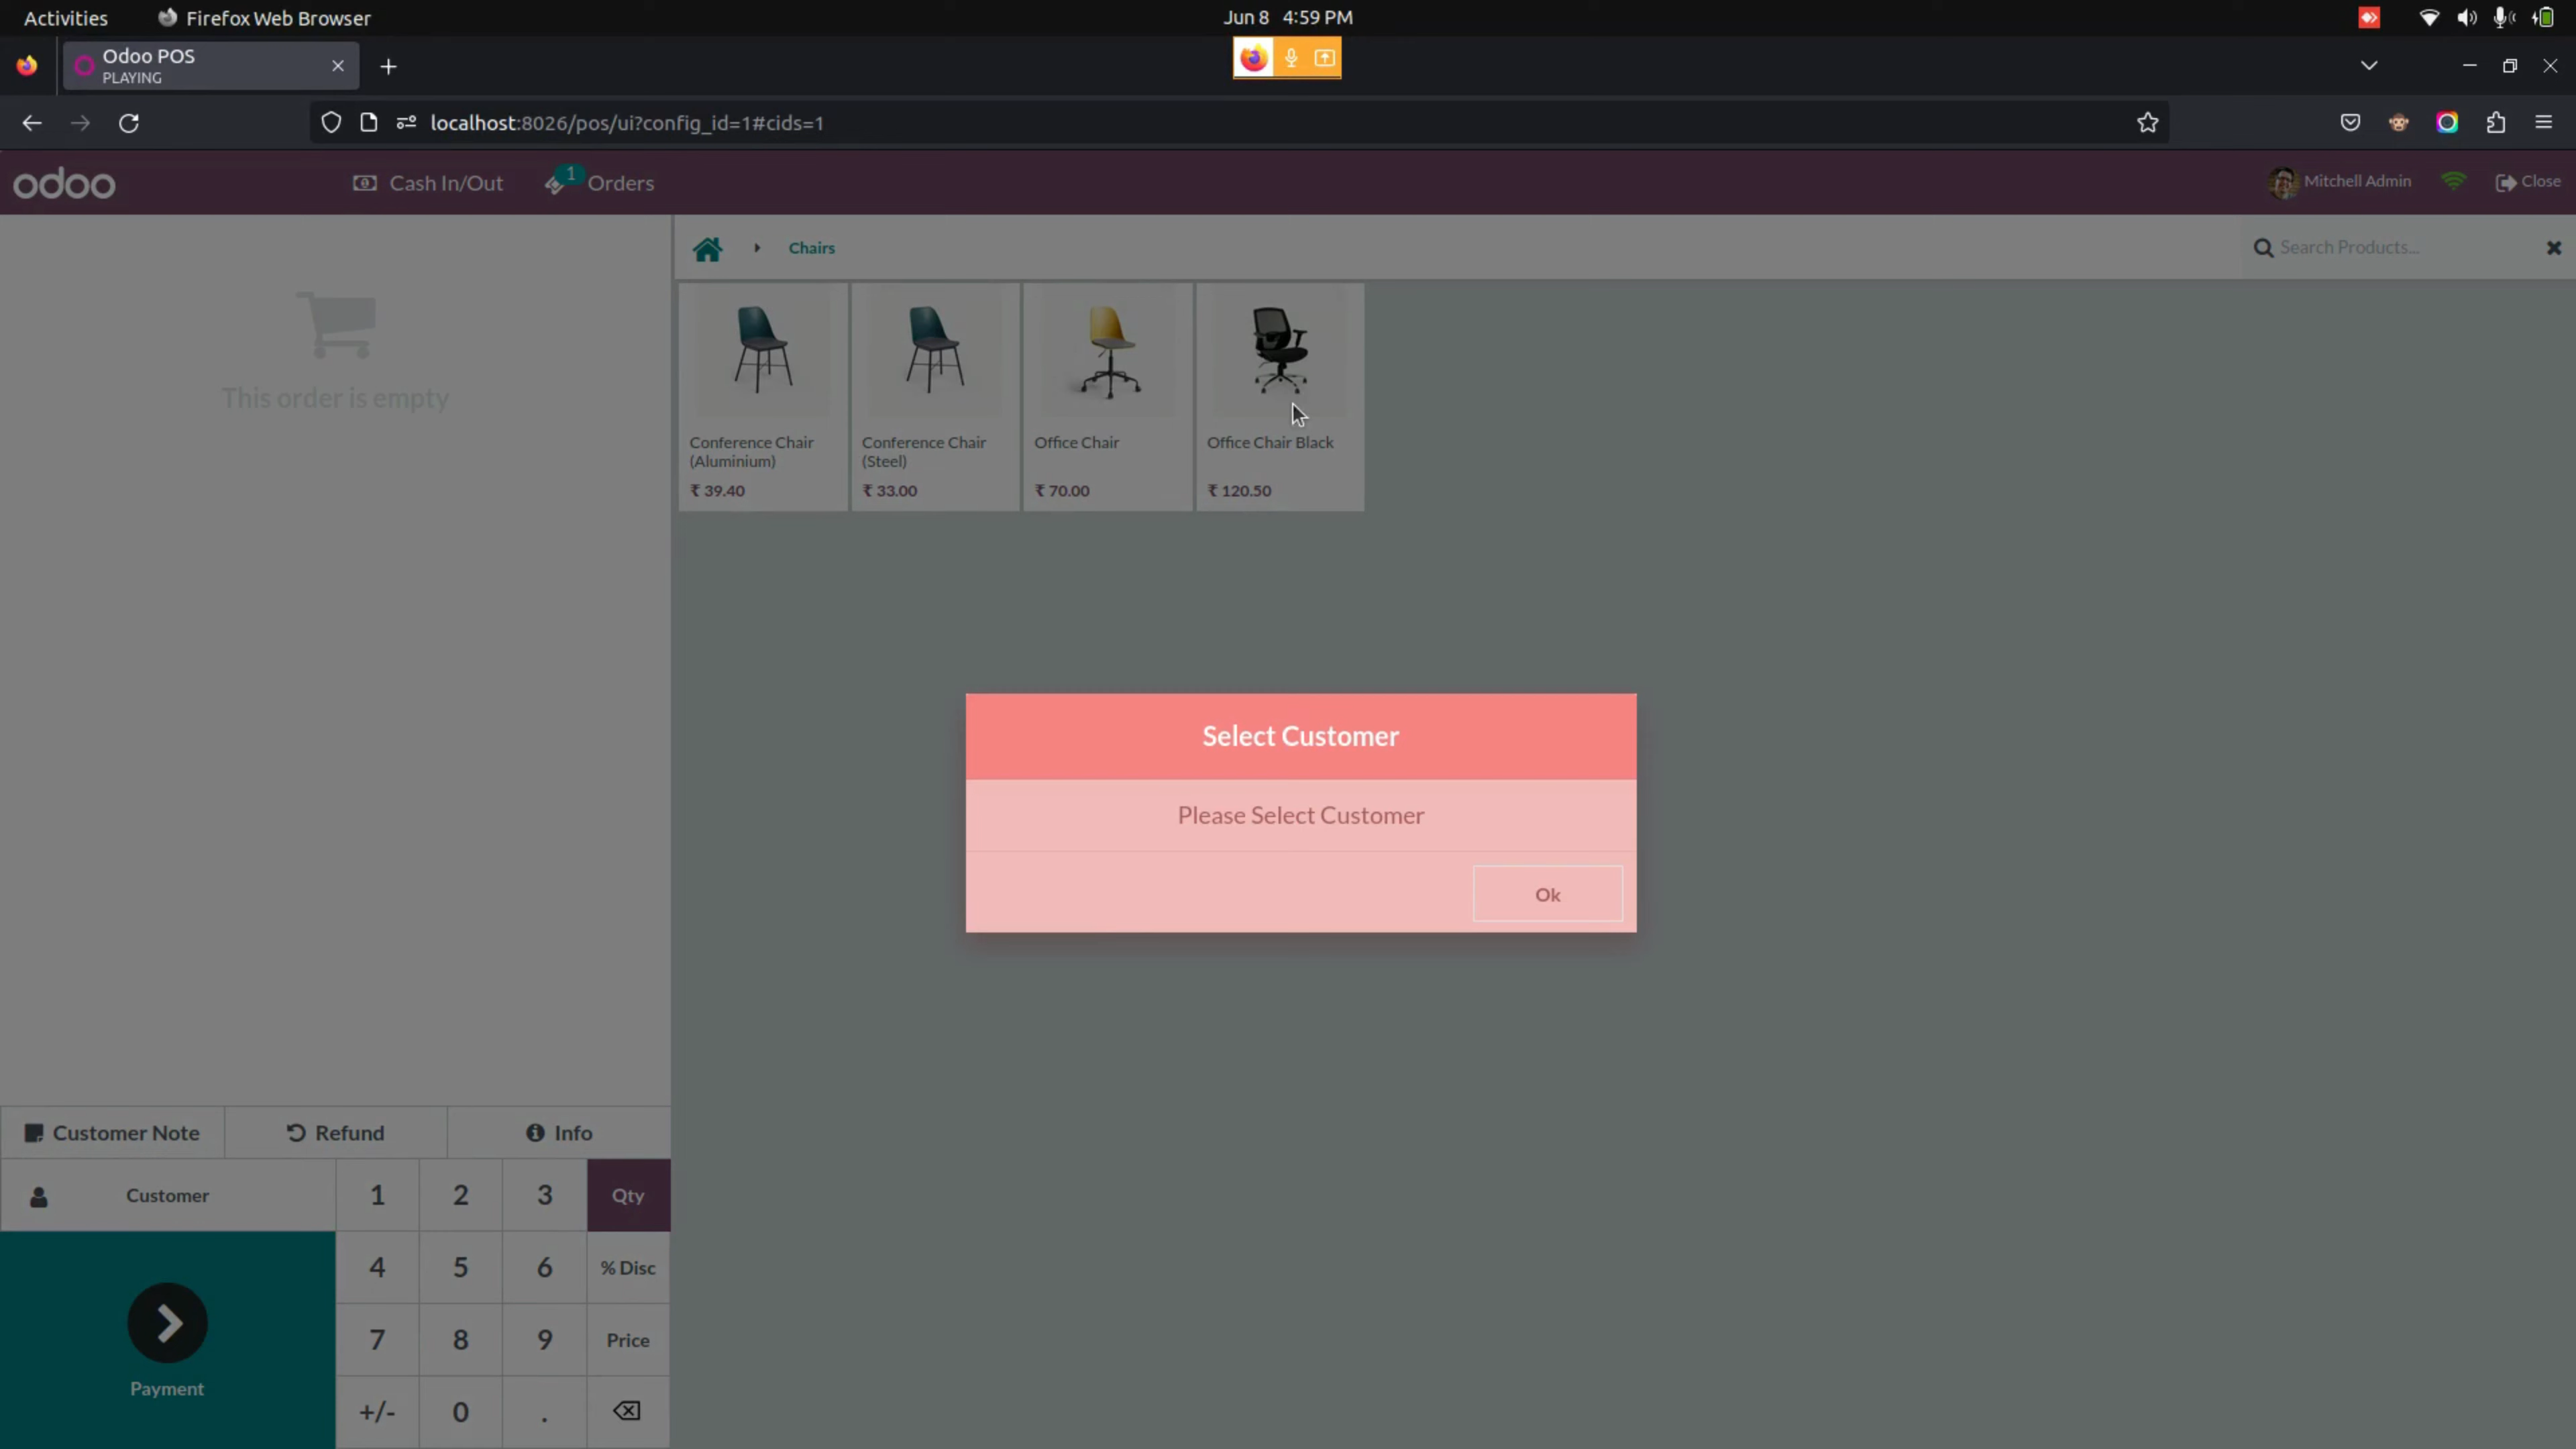 Activities
Firefox Web Browser
Jun 8 4:59 PM
Odoo POS
PLAYING
localhost:8026/pos/ui?config_id=1#cids=1
odoo
Cash In/Out
1
Orders
Mitchell Admin
Close
This order is empty
Chairs
Search Products...
Conference Chair
(Aluminium)
₹ 39.40
Conference Chair
(Steel)
₹ 33.00
Office Chair
₹ 70.00
Office Chair Black
₹ 120.50
Select Customer
Please Select Customer
Ok
Customer Note
Refund
Info
Customer
1
2
3
Qty
4
5
6
% Disc
7
8
9
Price
Payment
+/-
0
.